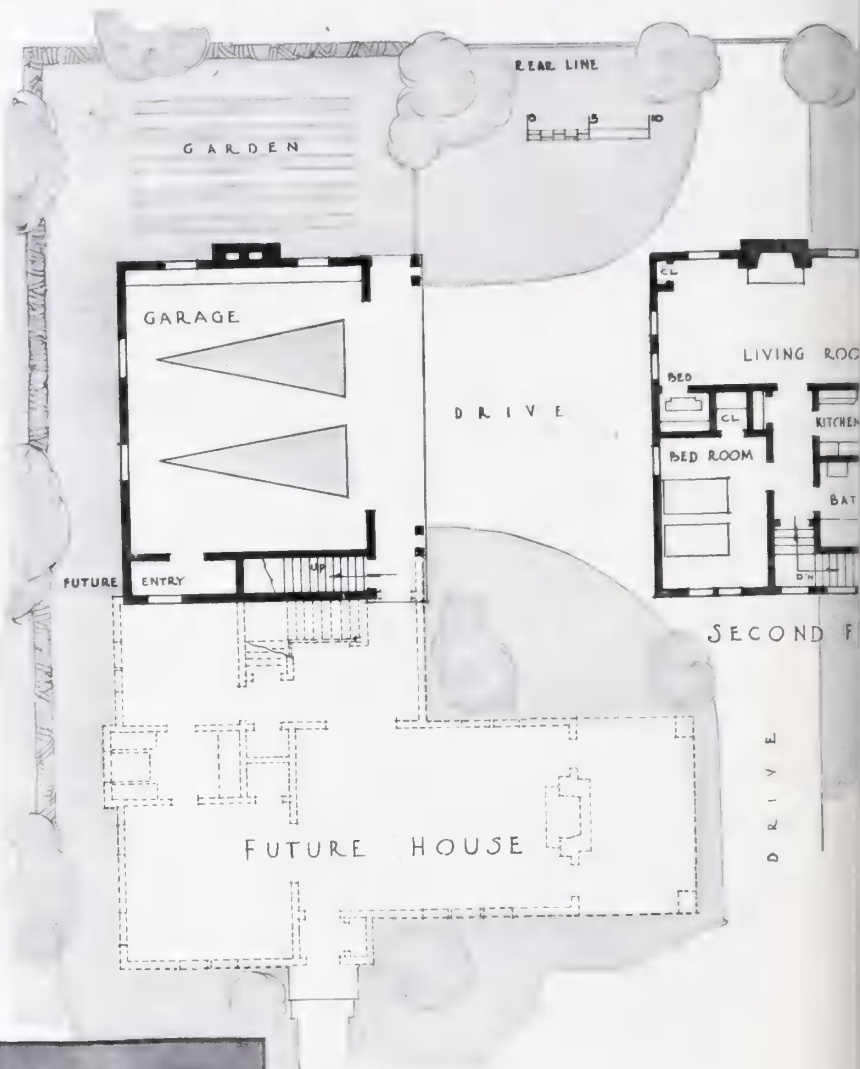 REAR LINE
0 5 10
GARDEN
GARAGE
CL
LIVING ROO
BED
DRIVE
CL
KITCHEN
BED ROOM
BAT
UP
FUTURE
ENTRY
D'N
SECOND F
DRIVE
FUTURE HOUSE